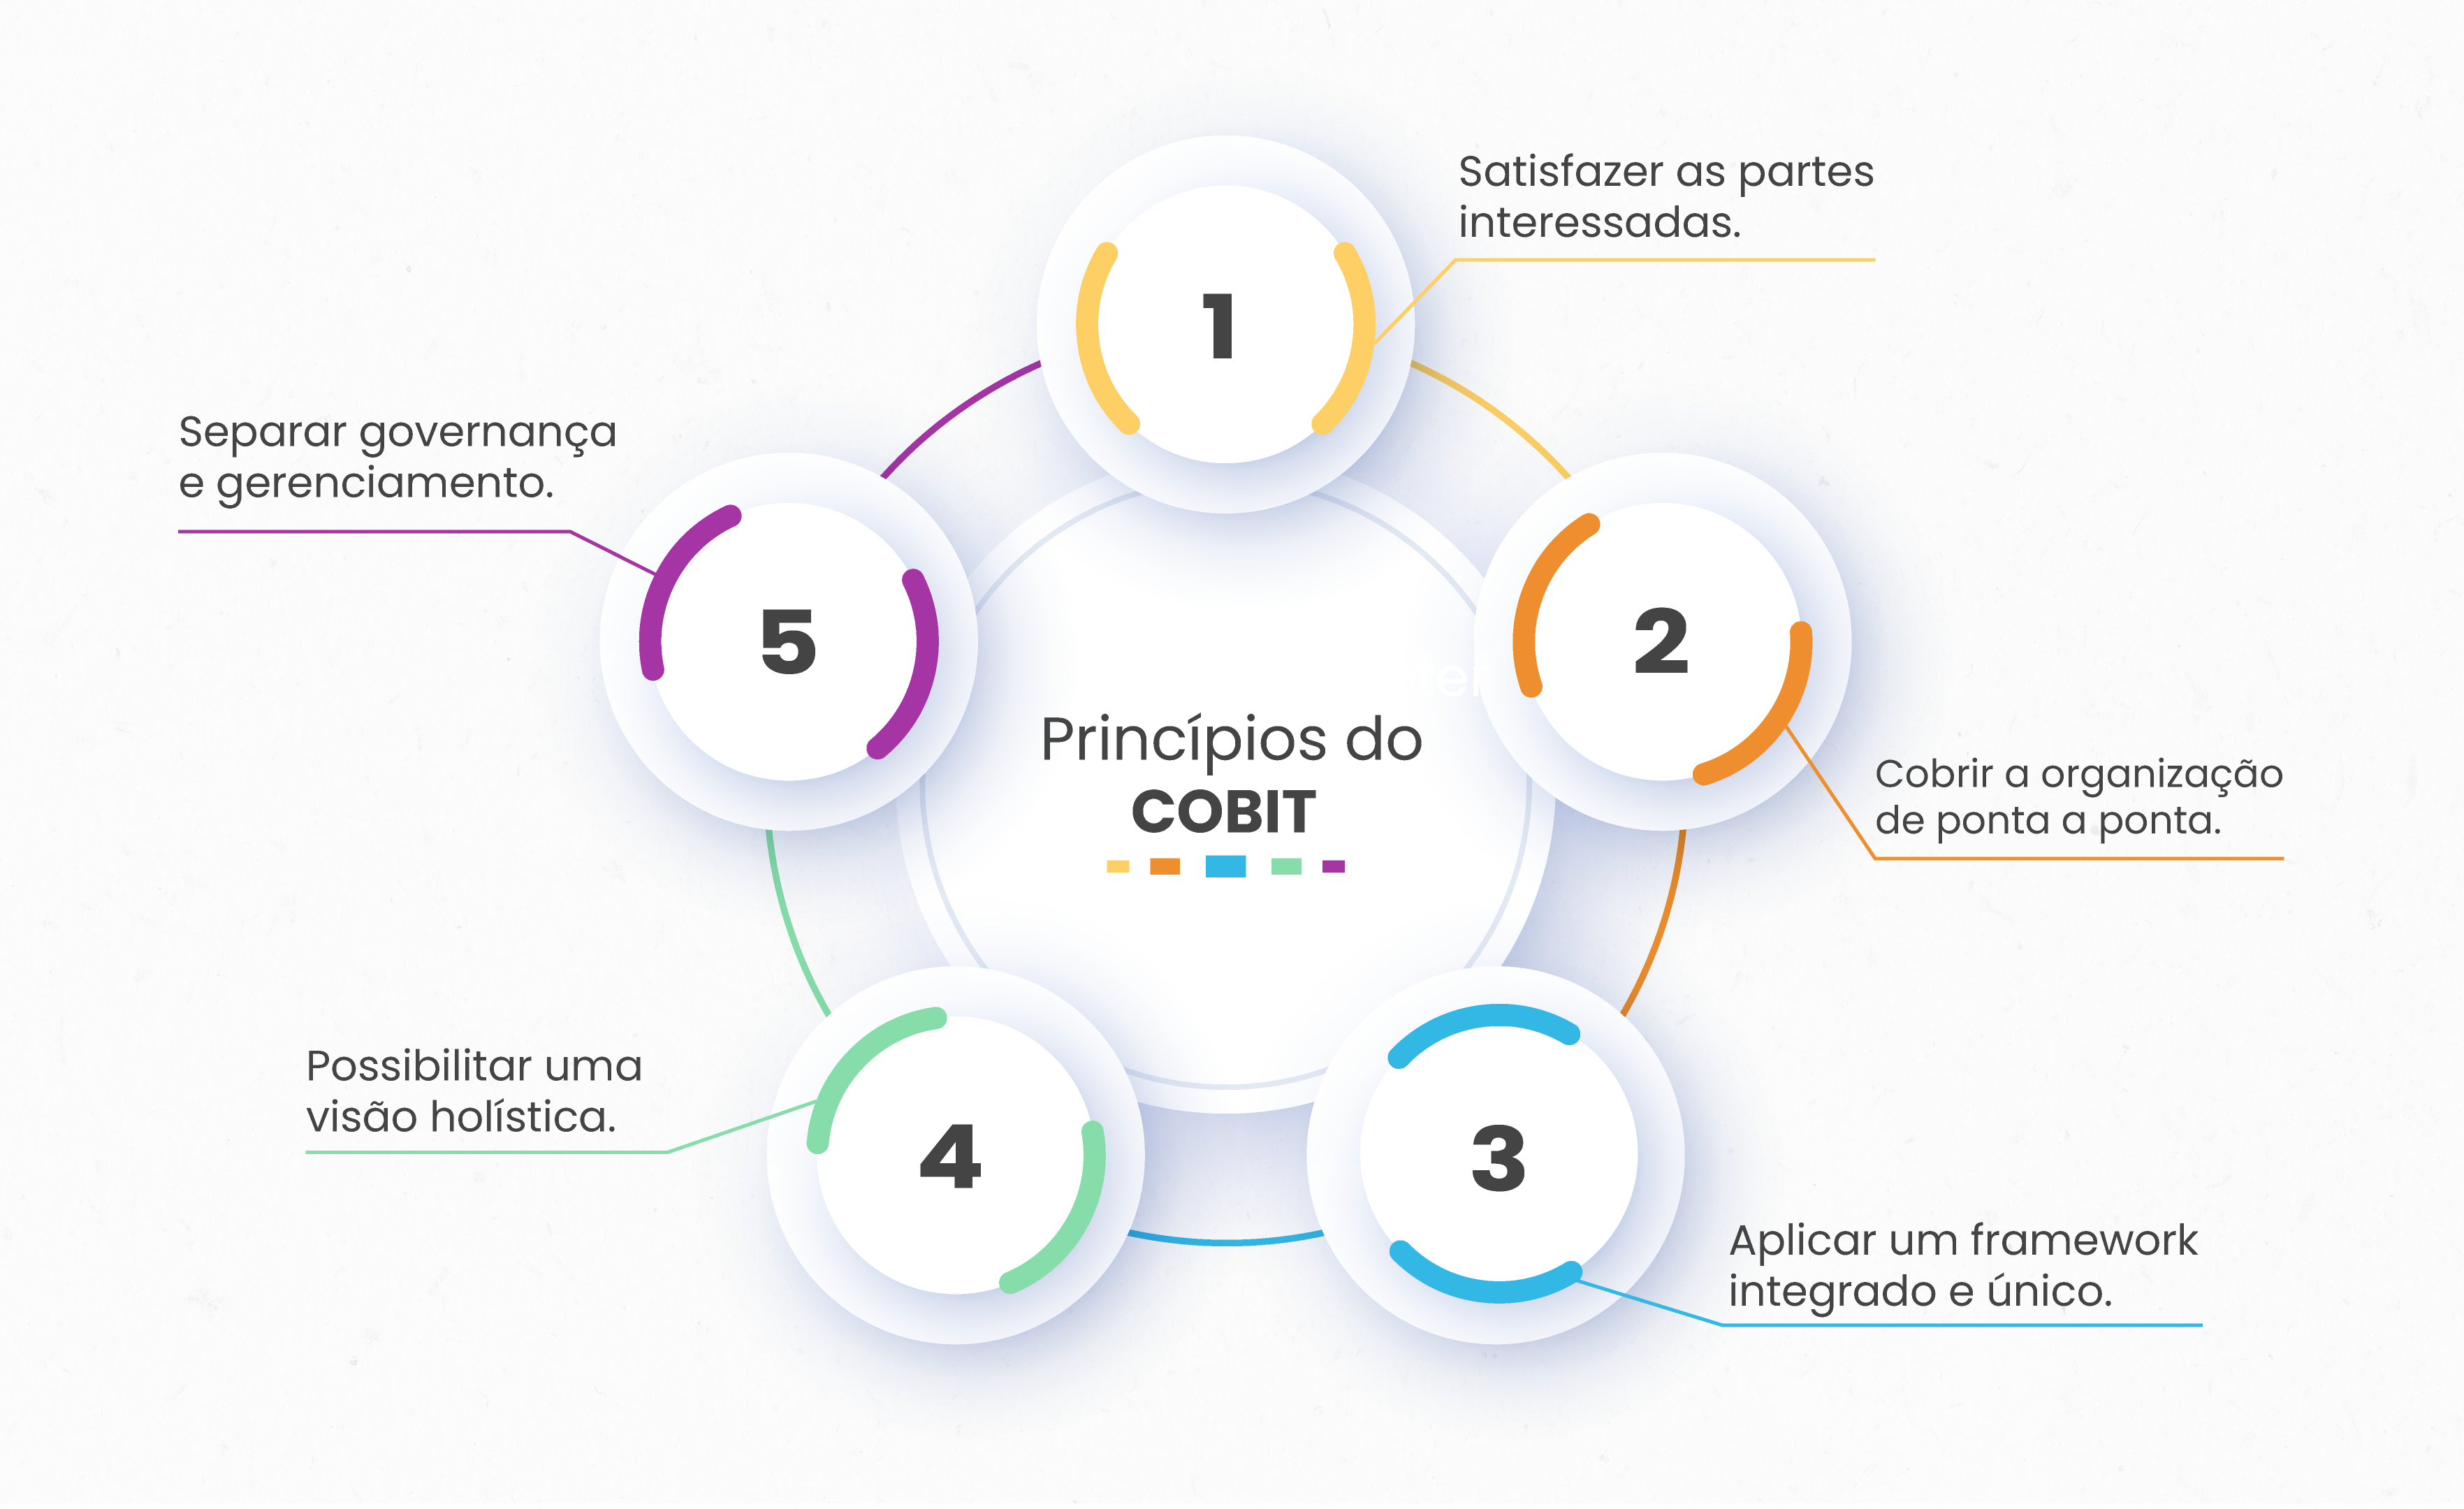 Princípios do
COBIT
1
Satisfazer as partes
interessadas.
2
Cobrir a organização
de ponta a ponta.
3
Aplicar um framework
integrado e único.
4
Possibilitar uma
visão holística.
5
Separar governança
e gerenciamento.